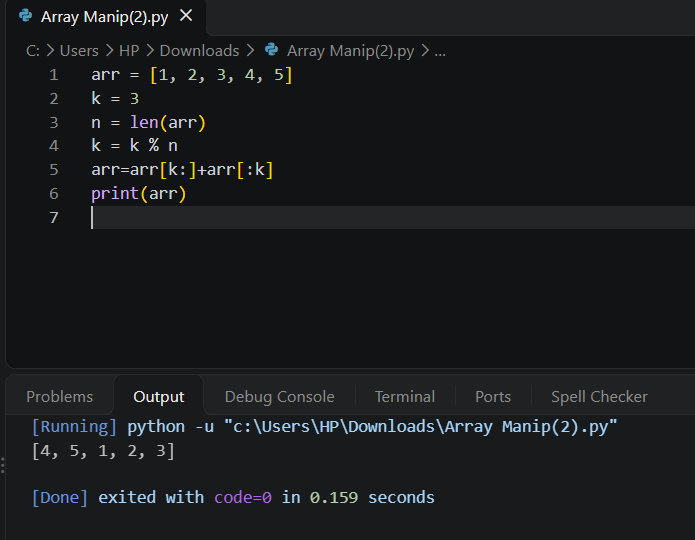 Array Manip(2).py ×
C: > Users > HP > Downloads > Array Manip(2).py > ...
1 arr = [1, 2, 3, 4, 5]
2 k = 3
3 n = len(arr)
4 k = k % n
5 arr=arr[k:]+arr[:k]
6 print(arr)
7
Problems Output Debug Console Terminal Ports Spell Checker
[Running] python -u "c:\Users\HP\Downloads\Array Manip(2).py"
[4, 5, 1, 2, 3]
[Done] exited with code=0 in 0.159 seconds